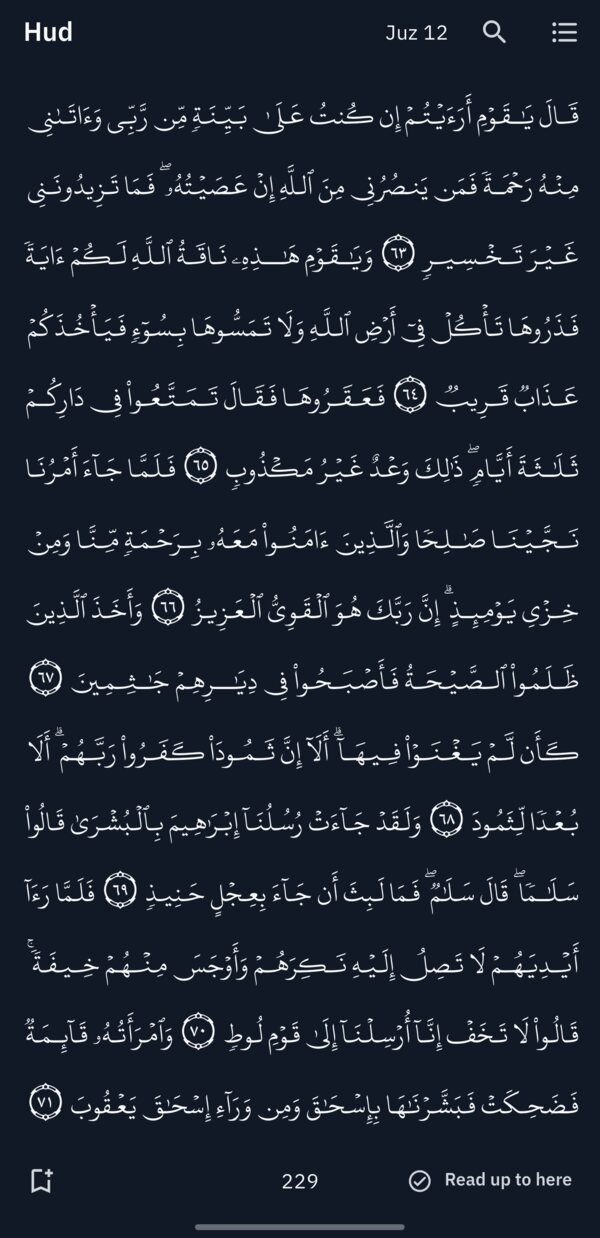 Hud
Juz 12
قَالَ يَـٰقَوۡمِ أَرَءَيۡتُمۡ إِن كُنتُ عَلَىٰ بَيِّنَةٖ مِّن رَّبِّي وَءَاتَىٰنِي
مِنۡهُ رَحۡمَةٗ فَمَن يَنصُرُنِي مِنَ ٱللَّهِ إِنۡ عَصَيۡتُهُۥۖ فَمَا تَزِيدُونَنِي
غَيۡرَ تَخۡسِيرٖ ٦٣ وَيَـٰقَوۡمِ هَـٰذِهِۦ نَاقَةُ ٱللَّهِ لَكُمۡ ءَايَةٗ
فَذَرُوهَا تَأۡكُلۡ فِيٓ أَرۡضِ ٱللَّهِ وَلَا تَمَسُّوهَا بِسُوٓءٖ فَيَأۡخُذَكُمۡ
عَذَابٞ قَرِيبٞ ٦٤ فَعَقَرُوهَا فَقَالَ تَمَتَّعُواْ فِي دَارِكُمۡ
ثَلَـٰثَةَ أَيَّامٖۖ ذَٰلِكَ وَعۡدٌ غَيۡرُ مَكۡذُوبٖ ٦٥ فَلَمَّا جَآءَ أَمۡرُنَا
نَجَّيۡنَا صَـٰلِحٗا وَٱلَّذِينَ ءَامَنُواْ مَعَهُۥ بِرَحۡمَةٖ مِّنَّا وَمِنۡ
خِزۡيِ يَوۡمِئِذٍۗ إِنَّ رَبَّكَ هُوَ ٱلۡقَوِيُّ ٱلۡعَزِيزُ ٦٦ وَأَخَذَ ٱلَّذِينَ
ظَلَمُواْ ٱلصَّيۡحَةُ فَأَصۡبَحُواْ فِي دِيَـٰرِهِمۡ جَـٰثِمِينَ ٦٧
كَأَن لَّمۡ يَغۡنَوۡاْ فِيهَآۗ أَلَآ إِنَّ ثَمُودَاْ كَفَرُواْ رَبَّهُمۡۗ أَلَا
بُعۡدٗا لِّثَمُودَ ٦٨ وَلَقَدۡ جَآءَتۡ رُسُلُنَآ إِبۡرَٰهِيمَ بِٱلۡبُشۡرَىٰ قَالُواْ
سَلَـٰمٗاۖ قَالَ سَلَـٰمٞۖ فَمَا لَبِثَ أَن جَآءَ بِعِجۡلٍ حَنِيذٖ ٦٩ فَلَمَّا رَءَآ
أَيۡدِيَهُمۡ لَا تَصِلُ إِلَيۡهِ نَكِرَهُمۡ وَأَوۡجَسَ مِنۡهُمۡ خِيفَةٗۚ
قَالُواْ لَا تَخَفۡ إِنَّآ أُرۡسِلۡنَآ إِلَىٰ قَوۡمِ لُوطٖ ٧٠ وَٱمۡرَأَتُهُۥ قَآئِمَةٞ
فَضَحِكَتۡ فَبَشَّرۡنَـٰهَا بِإِسۡحَـٰقَ وَمِن وَرَآءِ إِسۡحَـٰقَ يَعۡقُوبَ ٧١
229
Read up to here